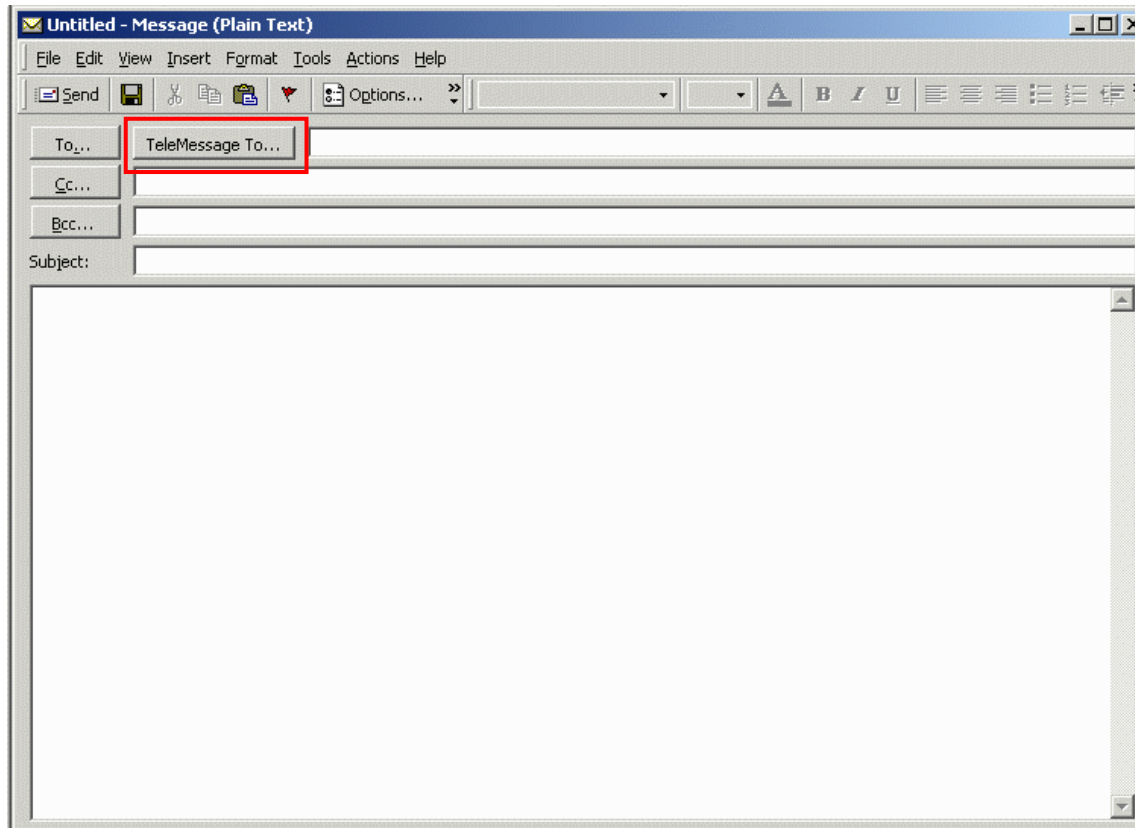 Untitled - Message (Plain Text)
File Edit View Insert Format Tools Actions Help
Send Options... A B I U
To... TeleMessage To...
Cc...
Bcc...
Subject: